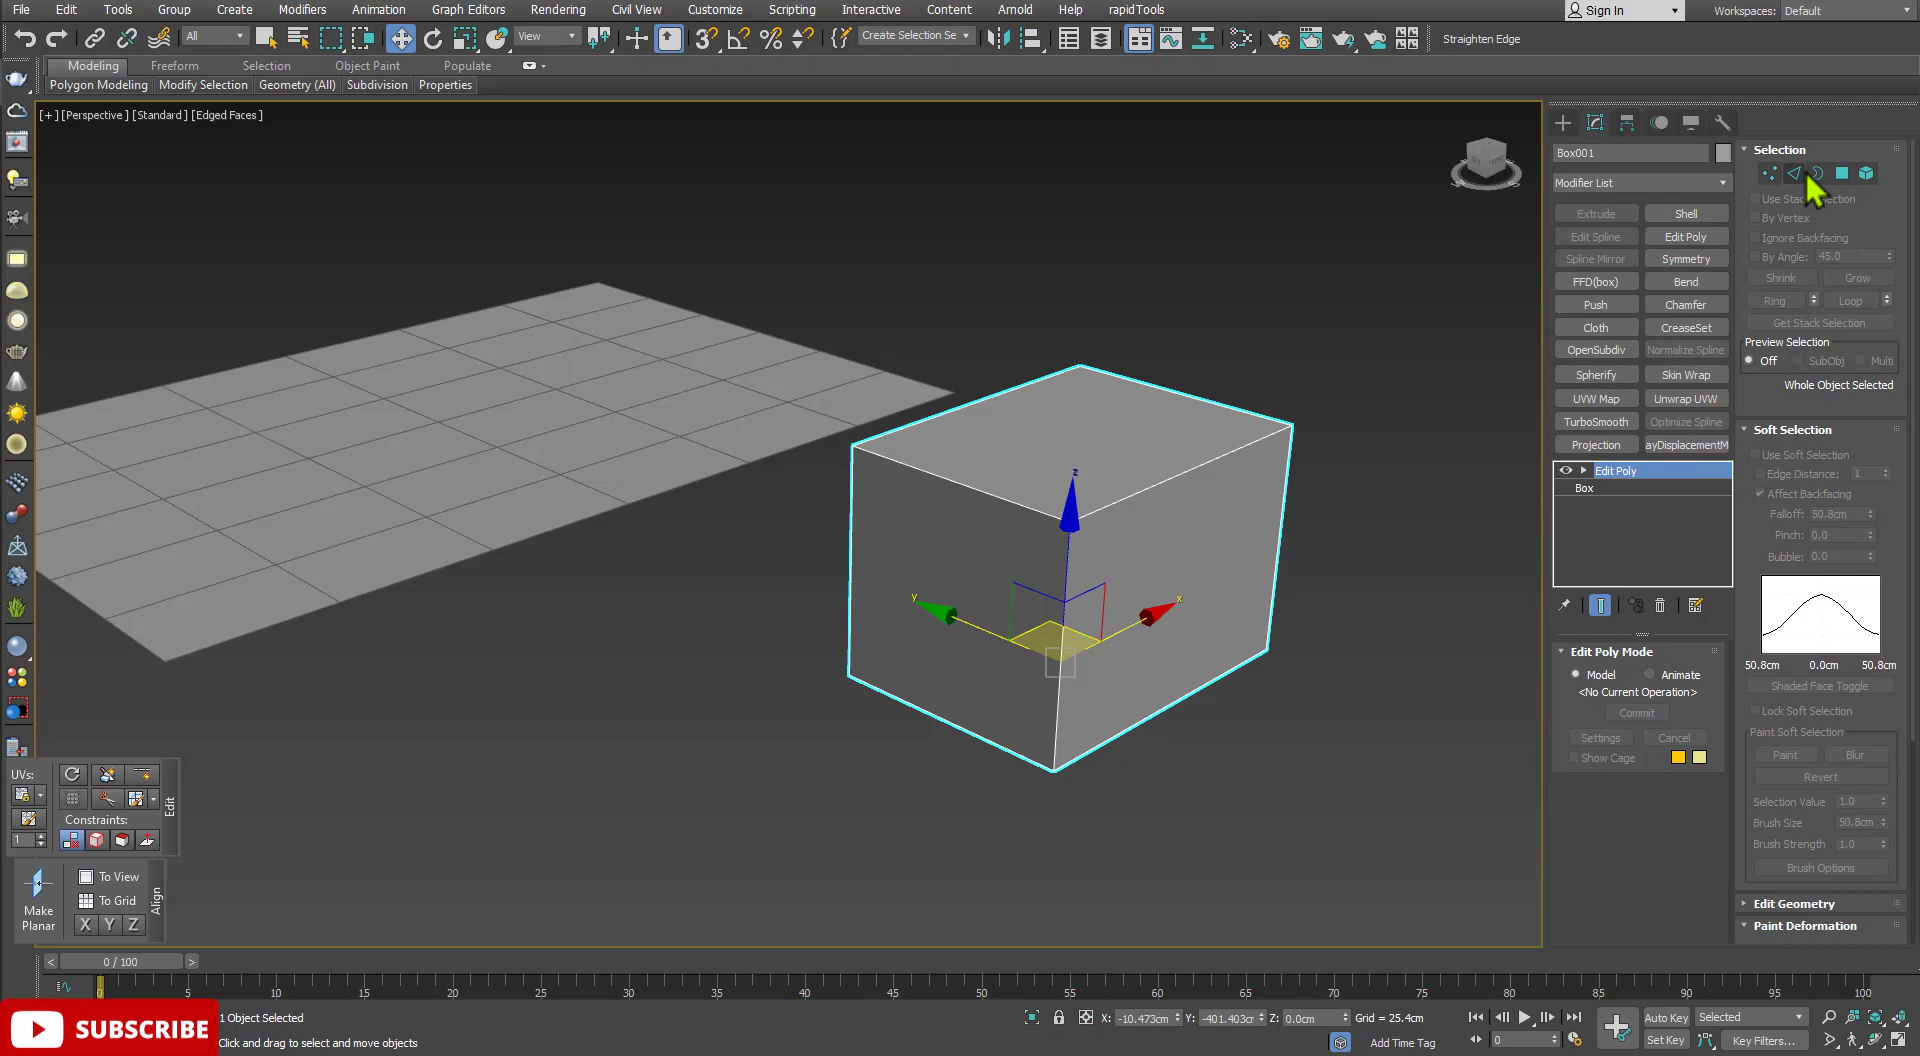 File Edit Tools Group Create Modifiers Animation Graph Editors Rendering Civil View Customize Scripting Interactive Content Arnold Help rapidTools
Sign In Workspaces: Default
All View Create Selection Se Straighten Edge
Modeling Freeform Selection Object Paint Populate
Polygon Modeling Modify Selection Geometry (All) Subdivision Properties
[+] [Perspective ] [Standard ] [Edged Faces ]
Box001
Modifier List
Extrude Shell
Edit Spline Edit Poly
Spline Mirror Symmetry
FFD(box) Bend
Push Chamfer
Cloth CreaseSet
OpenSubdiv Normalize Spline
Spherify Skin Wrap
UVW Map Unwrap UVW
TurboSmooth Optimize Spline
Projection ayDisplacementM
Edit Poly
Box
Edit Poly Mode
Model Animate
<No Current Operation>
Commit
Settings Cancel
Show Cage
Selection
By Vertex
Ignore Backfacing
By Angle: 45.0
Shrink Grow
Ring Loop
Get Stack Selection
Preview Selection
Off SubObj Multi
Whole Object Selected
Soft Selection
Use Soft Selection
Edge Distance: 1
Affect Backfacing
Falloff: 50.8cm
Pinch: 0.0
Bubble: 0.0
50.8cm 0.0cm 50.8cm
Shaded Face Toggle
Lock Soft Selection
Paint Soft Selection
Paint Blur
Revert
Selection Value 1.0
Brush Size 50.8cm
Brush Strength 1.0
Brush Options
Edit Geometry
Paint Deformation
z
y
x
UVs:
Edit
Constraints:
1
Make
Planar
To View
To Grid
X Y Z
Align
< 0 / 100 >
0 5 10 15 20 25 30 35 40 45 50 55 60 65 70 75 80 85 90 95 100
SUBSCRIBE
1 Object Selected
Click and drag to select and move objects
X: -10.473cm Y: -401.403cr Z: 0.0cm Grid = 25.4cm
Add Time Tag
0
Auto Key Selected
Set Key Key Filters...